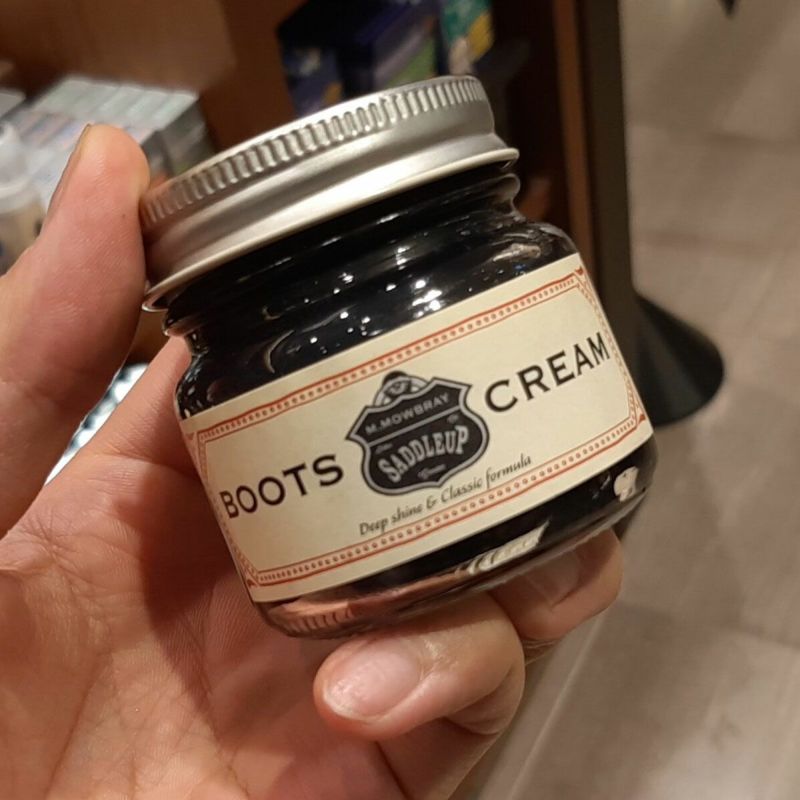 BOOTS
M.MOWBRAY
SADDLEUP
CREAM
Deep shine & Classic formula